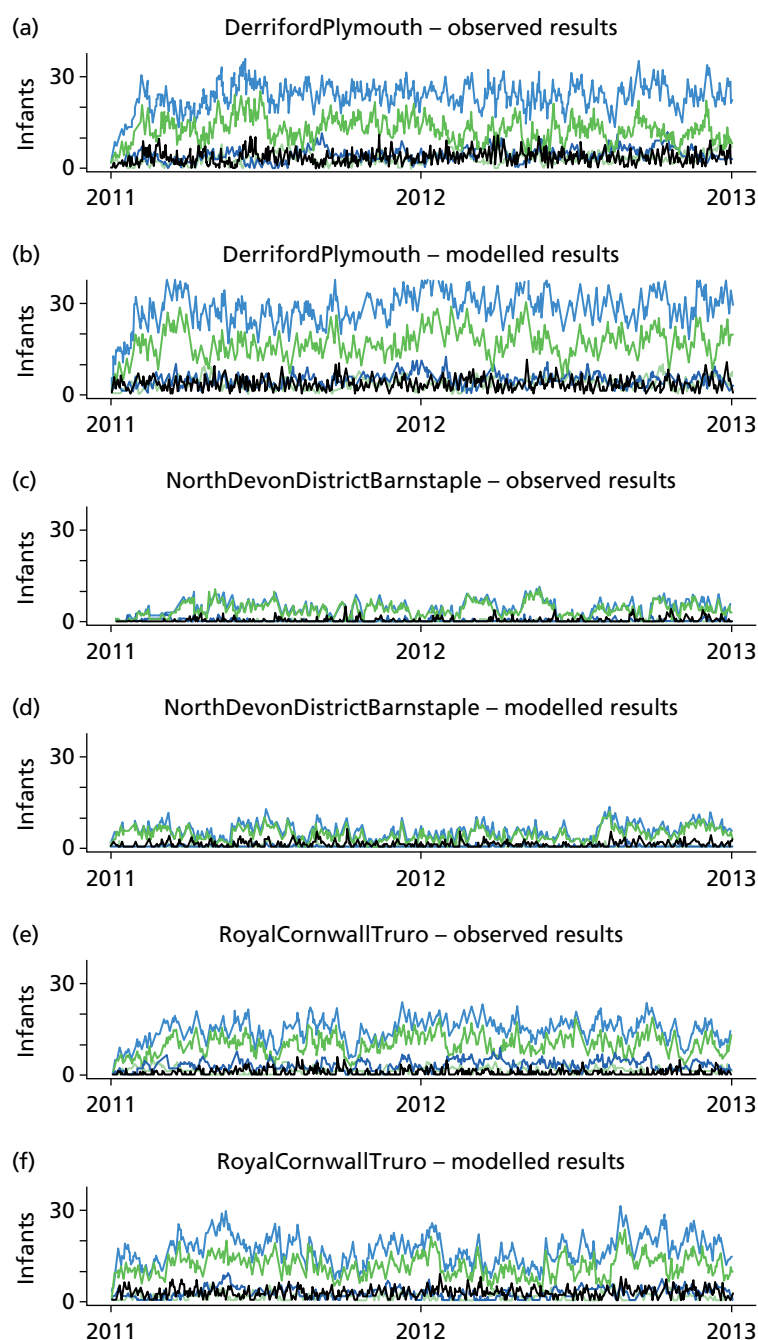 (a) DerrifordPlymouth – observed results
Infants
30
0
2011 2012 2013
(b) DerrifordPlymouth – modelled results
Infants
30
0
2011 2012 2013
(c) NorthDevonDistrictBarnstaple – observed results
Infants
30
0
2011 2012 2013
(d) NorthDevonDistrictBarnstaple – modelled results
Infants
30
0
2011 2012 2013
(e) RoyalCornwallTruro – observed results
Infants
30
0
2011 2012 2013
(f) RoyalCornwallTruro – modelled results
Infants
30
0
2011 2012 2013